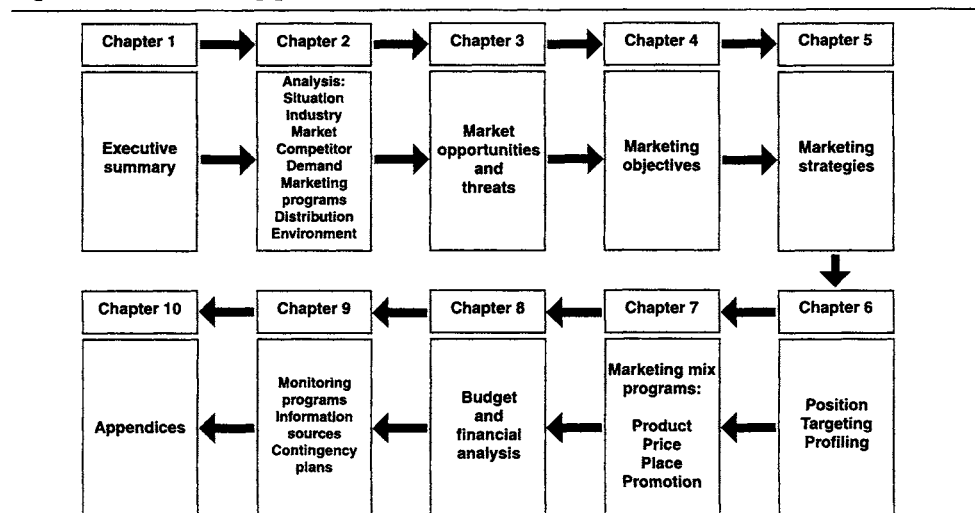 Chapter 1
Chapter 2
Chapter 3
Chapter 4
Chapter 5
Executive
summary
Analysis:
Situation
Industry
Market
Competitor
Demand
Marketing
programs
Distribution
Environment
Market
opportunities
and
threats
Marketing
objectives
Marketing
strategies
Chapter 10
Chapter 9
Chapter 8
Chapter 7
Chapter 6
Appendices
Monitoring
programs
Information
sources
Contingency
plans
Budget
and
financial
analysis
Marketing mix
programs:
Product
Price
Place
Promotion
Position
Targeting
Profiling